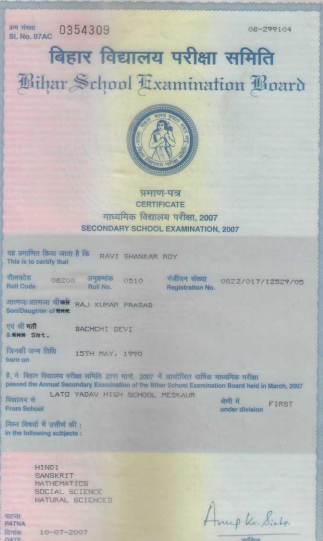 क्रम संख्या
Sl. No. 07AC 0354309 08-299104
बिहार विद्यालय परीक्षा समिति
Bihar School Examination Board
प्रमाण-पत्र
CERTIFICATE
माध्यमिक विद्यालय परीक्षा, 2007
SECONDARY SCHOOL EXAMINATION, 2007
यह प्रमाणित किया जाता है कि RAVI SHANKAR ROY
This is to certify that
रौलकोड 08208 अनुक्रमांक 0510 पंजीयन संख्या 0822/017/12529/05
Roll Code Roll No. Registration No.
आत्मज/आत्मजा श्री RAJ KUMAR PRASAD
Son/Daughter of
एवं श्रीमती BACHCHI DEVI
Smt.
जिनकी जन्म तिथि 15TH MAY, 1990
born on
है, ने बिहार विद्यालय परीक्षा समिति द्वारा मार्च, 2007 में आयोजित वार्षिक माध्यमिक परीक्षा
passed the Annual Secondary Examination of the Bihar School Examination Board held in March, 2007
विद्यालय से LATO YADAV HIGH SCHOOL MESKAUR श्रेणी में FIRST
From School under division
निम्न विषयों में उत्तीर्ण की :
in the following subjects :
HINDI
SANSKRIT
MATHEMATICS
SOCIAL SCIENCE
NATURAL SCIENCES
पटना
PATNA
दिनांक 10-07-2007 Anup Kr. Sinha
DATE सचिव